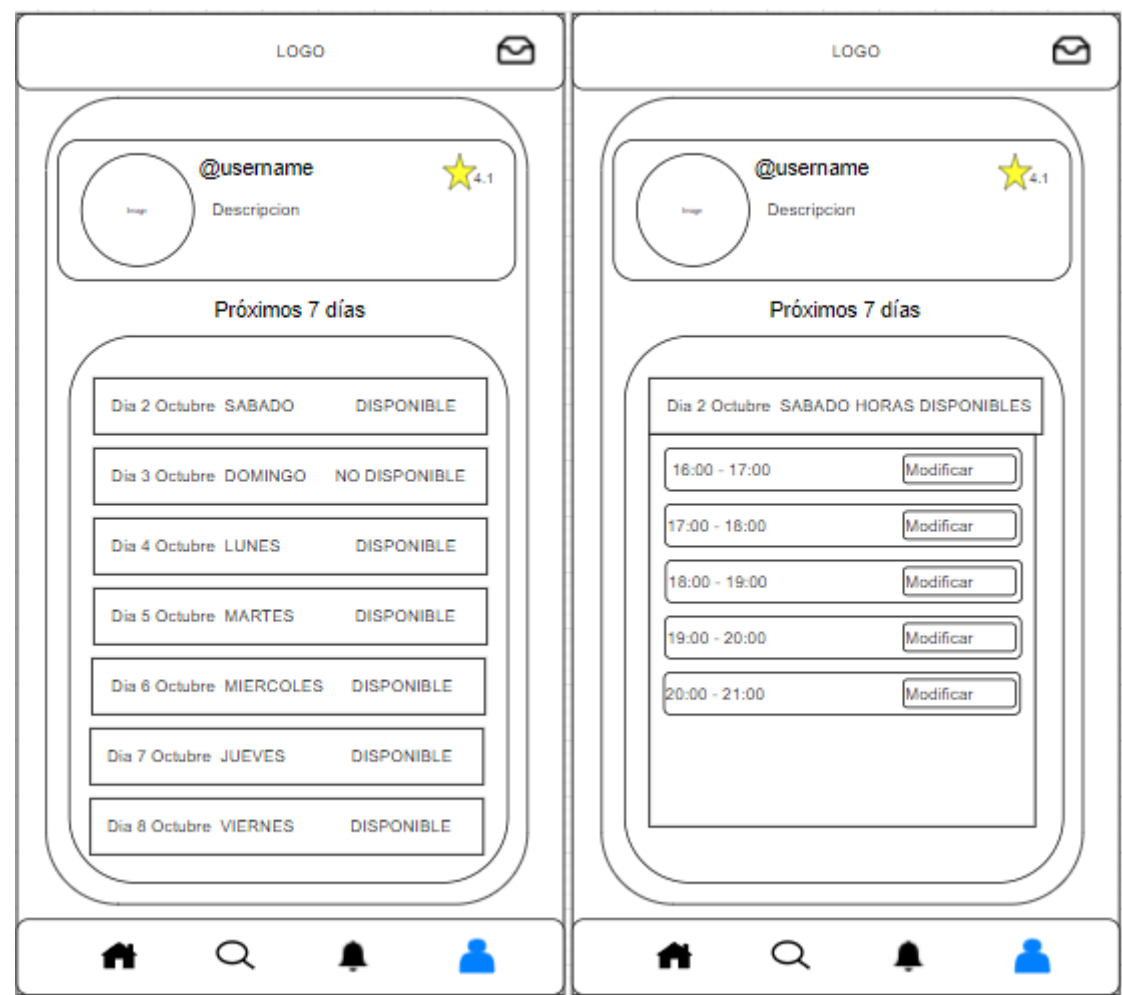 LOGO
@username
4.1
Image
Descripcion
Próximos 7 días
Dia 2 Octubre SABADO DISPONIBLE
Dia 3 Octubre DOMINGO NO DISPONIBLE
Dia 4 Octubre LUNES DISPONIBLE
Dia 5 Octubre MARTES DISPONIBLE
Dia 6 Octubre MIERCOLES DISPONIBLE
Dia 7 Octubre JUEVES DISPONIBLE
Dia 8 Octubre VIERNES DISPONIBLE
LOGO
@username
4.1
Image
Descripcion
Próximos 7 días
Dia 2 Octubre SABADO HORAS DISPONIBLES
16:00 - 17:00 Modificar
17:00 - 18:00 Modificar
18:00 - 19:00 Modificar
19:00 - 20:00 Modificar
20:00 - 21:00 Modificar